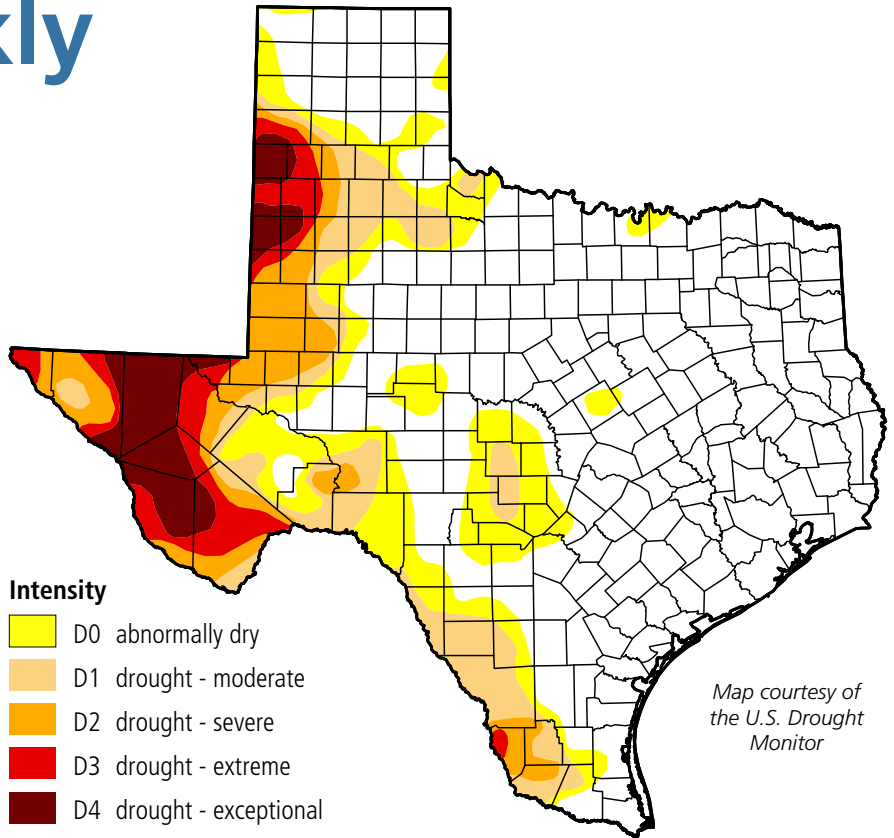 kly
Intensity
D0 abnormally dry
D1 drought - moderate
D2 drought - severe
D3 drought - extreme
D4 drought - exceptional
Map courtesy of
the U.S. Drought
Monitor